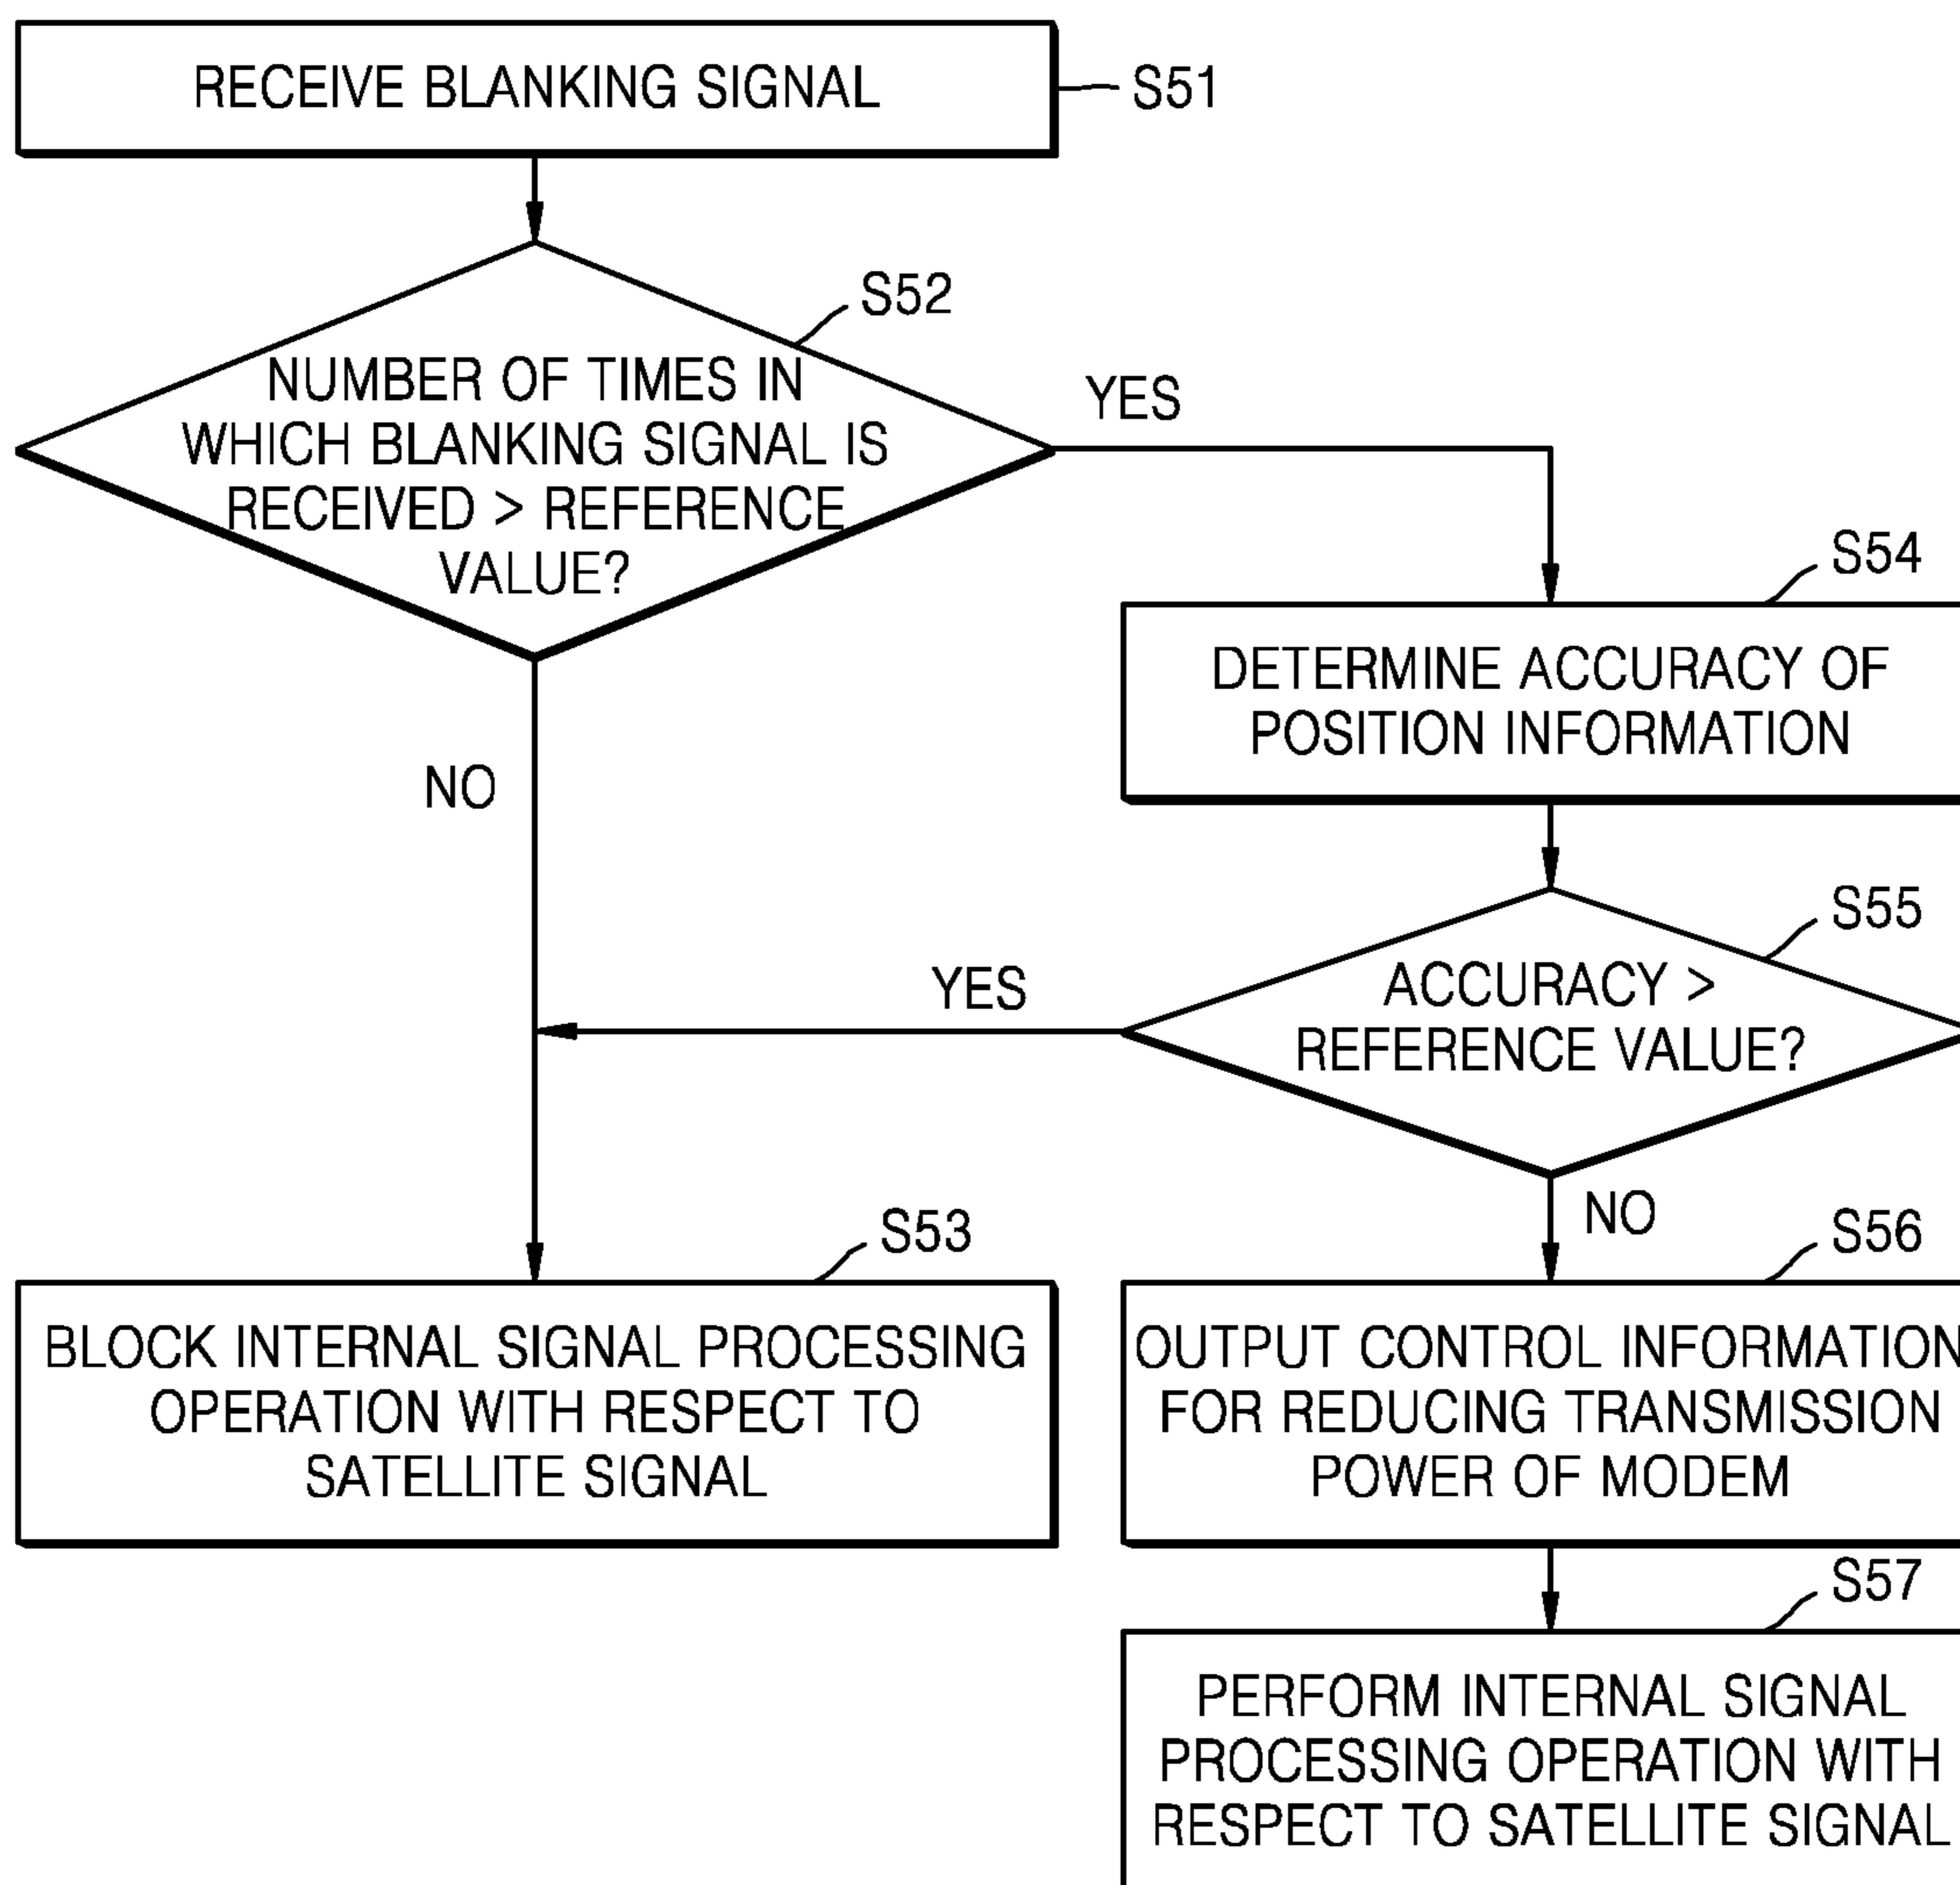 RECEIVE BLANKING SIGNAL
S51
S52
NUMBER OF TIMES IN
WHICH BLANKING SIGNAL IS
RECEIVED > REFERENCE
VALUE?
YES
NO
S54
DETERMINE ACCURACY OF
POSITION INFORMATION
S55
ACCURACY >
REFERENCE VALUE?
YES
NO
S53
BLOCK INTERNAL SIGNAL PROCESSING
OPERATION WITH RESPECT TO
SATELLITE SIGNAL
S56
OUTPUT CONTROL INFORMATION
FOR REDUCING TRANSMISSION
POWER OF MODEM
S57
PERFORM INTERNAL SIGNAL
PROCESSING OPERATION WITH
RESPECT TO SATELLITE SIGNAL